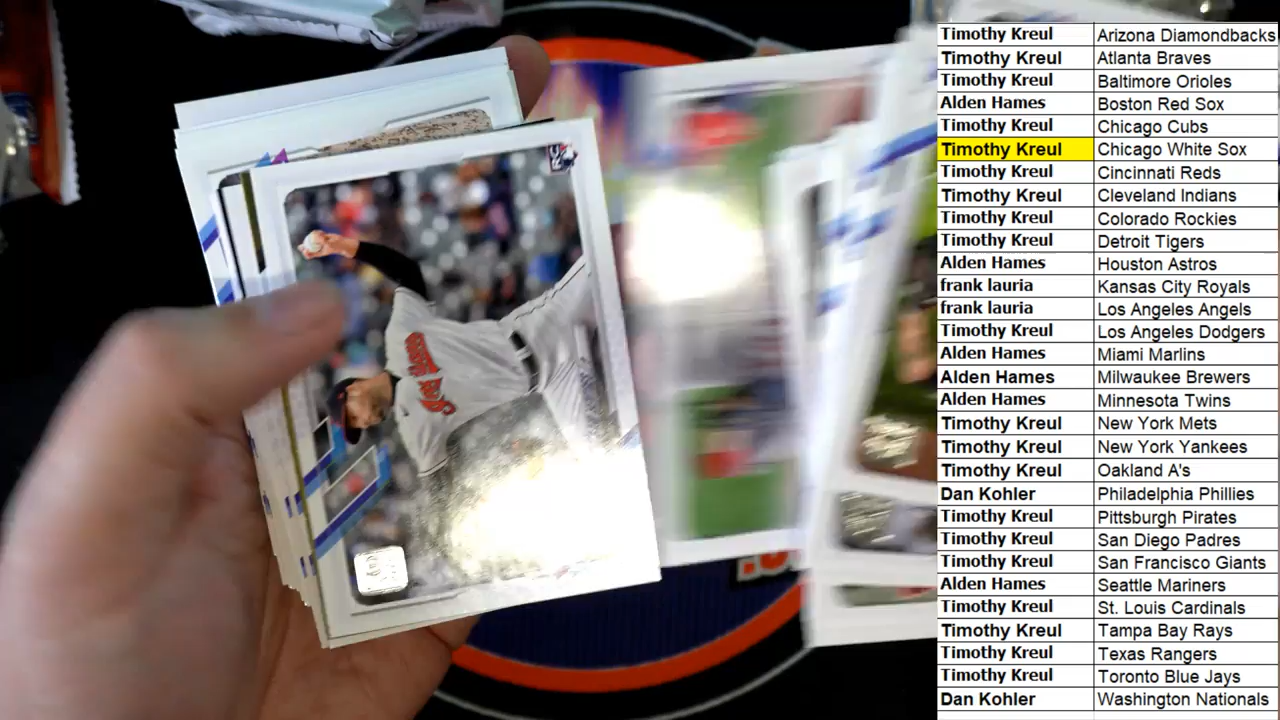 Timothy Kreul Arizona Diamondbacks
Timothy Kreul Atlanta Braves
Timothy Kreul Baltimore Orioles
Alden Hames Boston Red Sox
Timothy Kreul Chicago Cubs
Timothy Kreul Chicago White Sox
Timothy Kreul Cincinnati Reds
Timothy Kreul Cleveland Indians
Timothy Kreul Colorado Rockies
Timothy Kreul Detroit Tigers
Alden Hames Houston Astros
frank lauria Kansas City Royals
frank lauria Los Angeles Angels
Timothy Kreul Los Angeles Dodgers
Alden Hames Miami Marlins
Alden Hames Milwaukee Brewers
Alden Hames Minnesota Twins
Timothy Kreul New York Mets
Timothy Kreul New York Yankees
Timothy Kreul Oakland A's
Dan Kohler Philadelphia Phillies
Timothy Kreul Pittsburgh Pirates
Timothy Kreul San Diego Padres
Timothy Kreul San Francisco Giants
Alden Hames Seattle Mariners
Timothy Kreul St. Louis Cardinals
Timothy Kreul Tampa Bay Rays
Timothy Kreul Texas Rangers
Timothy Kreul Toronto Blue Jays
Dan Kohler Washington Nationals